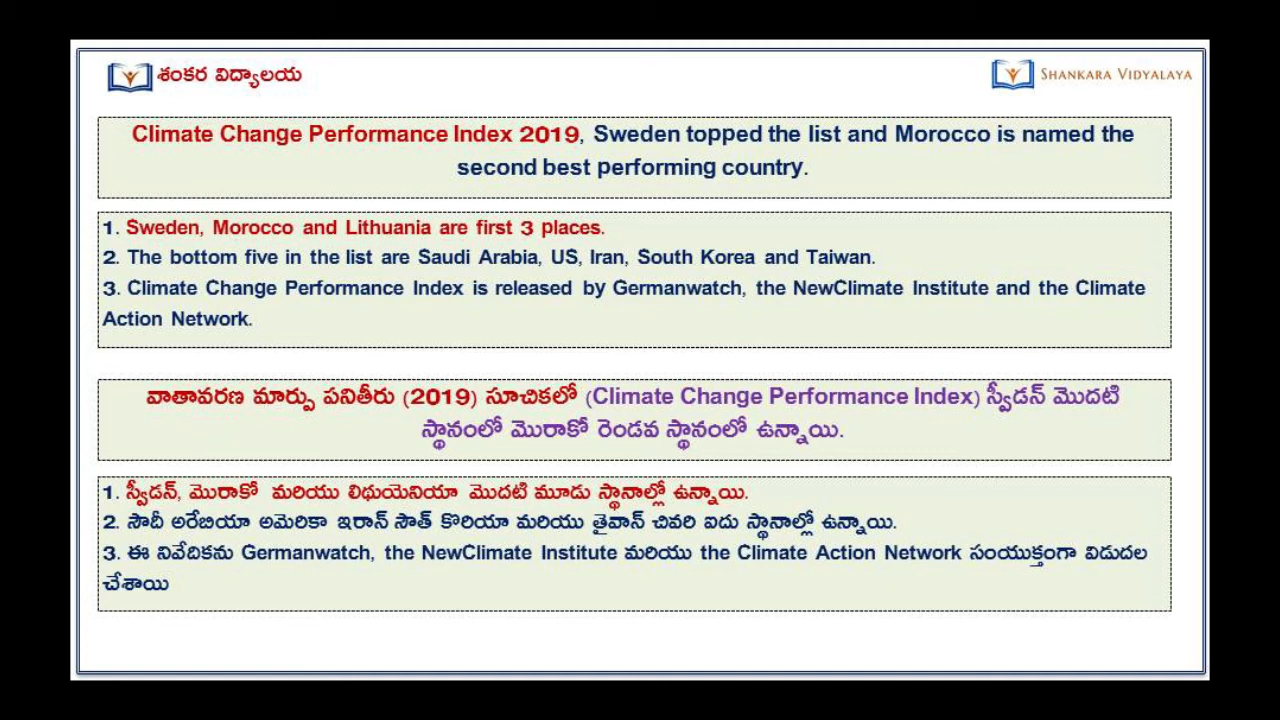 శంకర విద్యాలయ
SHANKARA VIDYALAYA
Climate Change Performance Index 2019, Sweden topped the list and Morocco is named the
second best performing country.
1. Sweden, Morocco and Lithuania are first 3 places.
2. The bottom five in the list are Saudi Arabia, US, Iran, South Korea and Taiwan.
3. Climate Change Performance Index is released by Germanwatch, the NewClimate Institute and the Climate
Action Network.
వాతావరణ మార్పు పనితీరు (2019) సూచికలో (Climate Change Performance Index) స్వీడన్ మొదటి
స్థానంలో మొరాకో రెండవ స్థానంలో ఉన్నాయి.
1. స్వీడన్, మొరాకో మరియు లిథుయెనియా మొదటి మూడు స్థానాల్లో ఉన్నాయి.
2. సౌదీ అరేబియా అమెరికా ఇరాన్ సౌత్ కొరియా మరియు తైవాన్ చివరి ఐదు స్థానాల్లో ఉన్నాయి.
3. ఈ నివేదికను Germanwatch, the NewClimate Institute మరియు the Climate Action Network సంయుక్తంగా విడుదల
చేశాయి